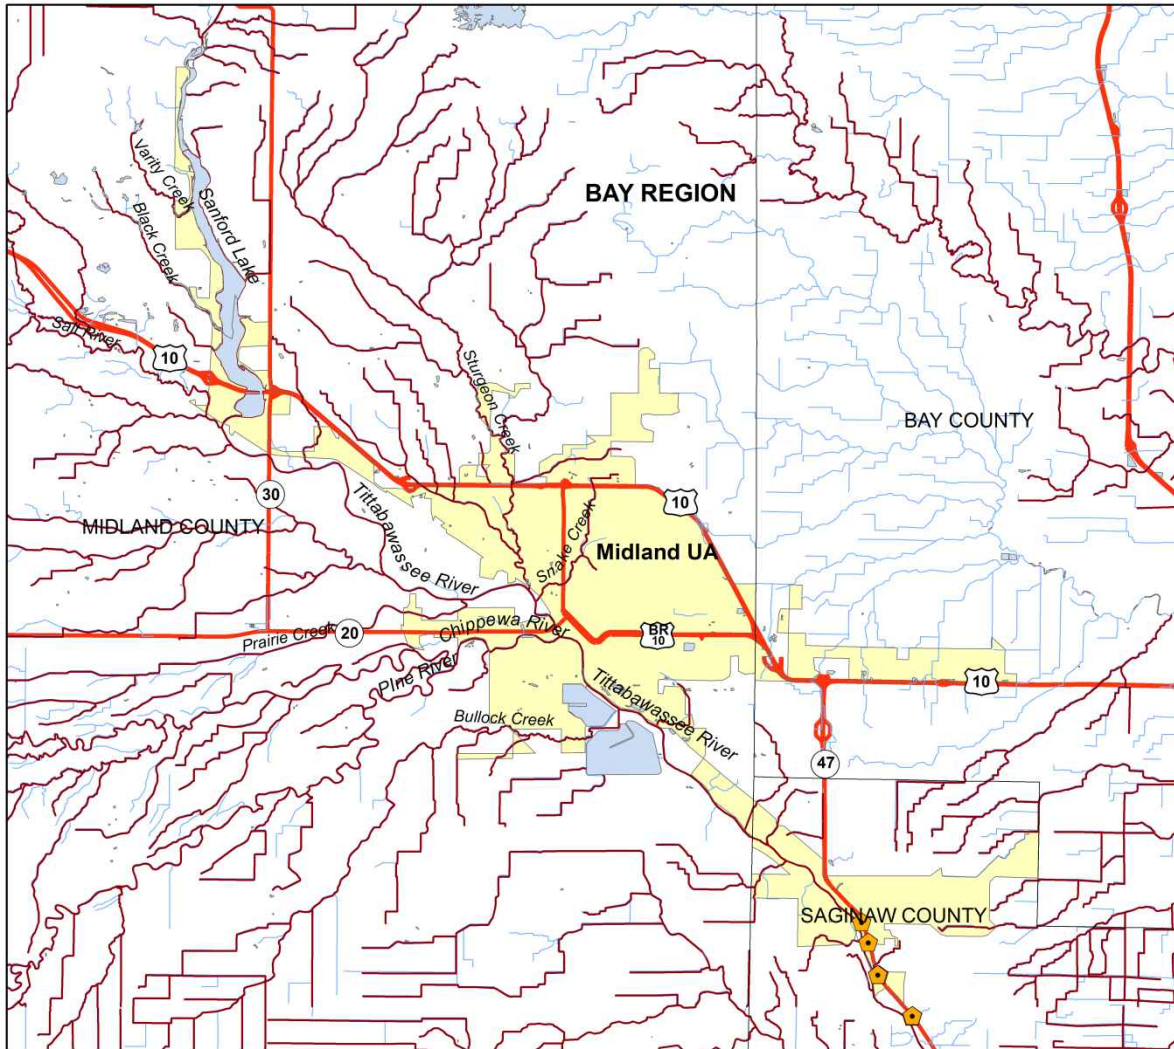 BAY REGION
Varity Creek
Black Creek
Sanford Lake
Salt River
10
Sturgeon Creek
BAY COUNTY
30
10
MIDLAND COUNTY
Tittabawassee River
Snake Creek
Midland UA
Prairie Creek
20
Chippewa River
BR
10
PIne River
10
Bullock Creek
Tittabawassee River
47
SAGINAW COUNTY